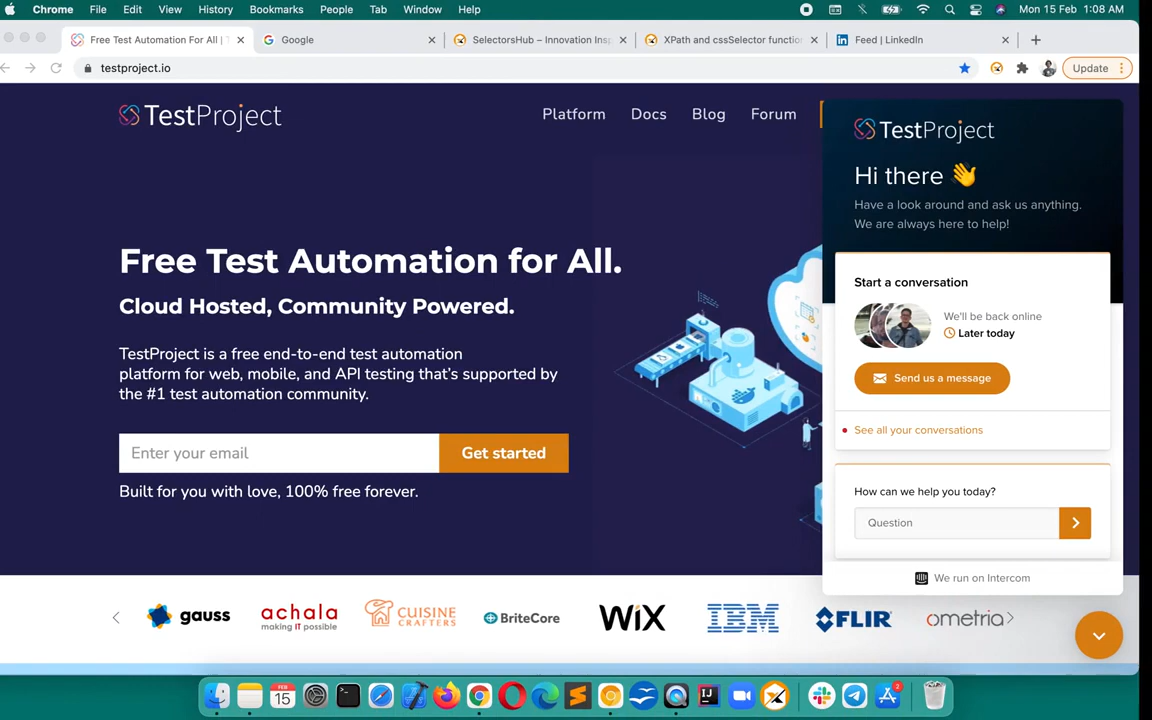 Chrome File Edit View History Bookmarks People Tab Window Help Mon 15 Feb 1:08 AM
Free Test Automation For All |
Google
SelectorsHub – Innovation Insp
XPath and cssSelector functio
Feed | LinkedIn
testproject.io
Update
TestProject
Platform Docs Blog Forum
Free Test Automation for All.
Cloud Hosted, Community Powered.
TestProject is a free end-to-end test automation
platform for web, mobile, and API testing that's supported by
the #1 test automation community.
Enter your email
Get started
Built for you with love, 100% free forever.
TestProject
Hi there 👋
Have a look around and ask us anything.
We are always here to help!
Start a conversation
We'll be back online
Later today
Send us a message
See all your conversations
How can we help you today?
Question
We run on Intercom
gauss
achala
making IT possible
CUISINE
CRAFTERS
BriteCore
WiX
IBM
FLIR
ometria
FEB
15
2